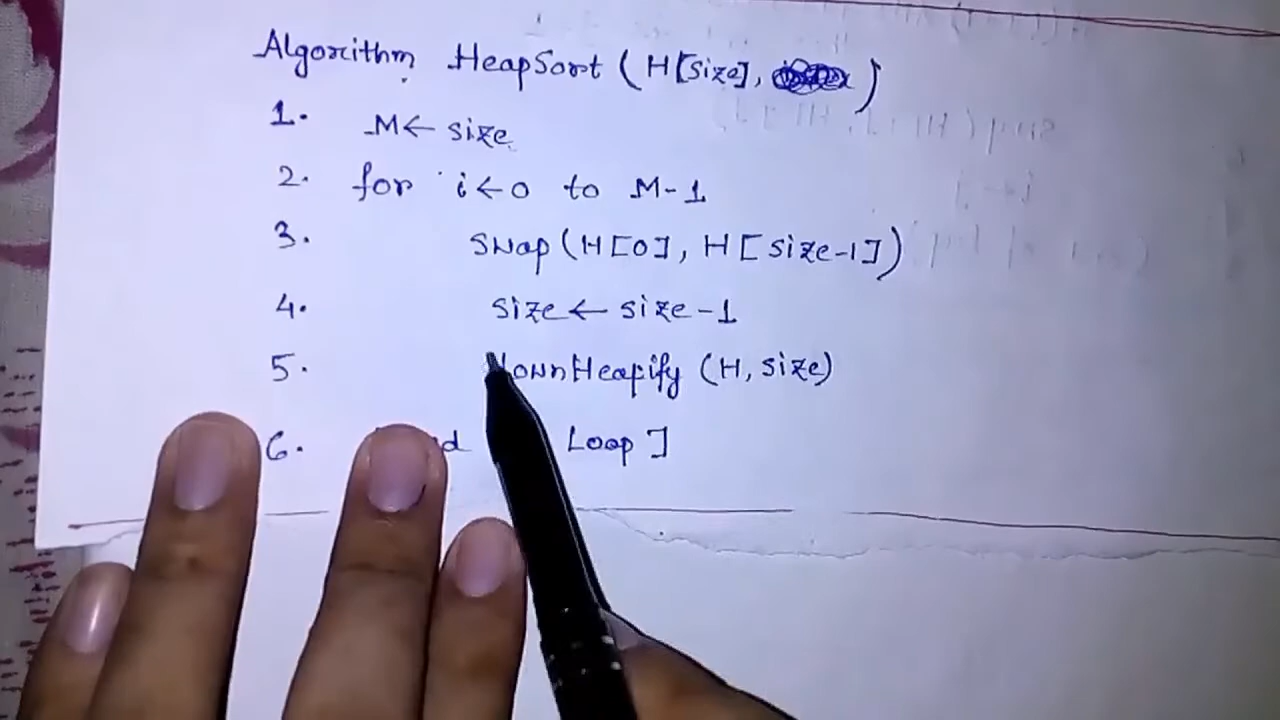 Algorithm HeapSort ( H[size], )
1. M ← size
2. for i ← 0 to M-1
3. Swap ( H[0], H[size-1] )
4. size ← size - 1
5. DownHeapify (H, size)
6. Loop ]